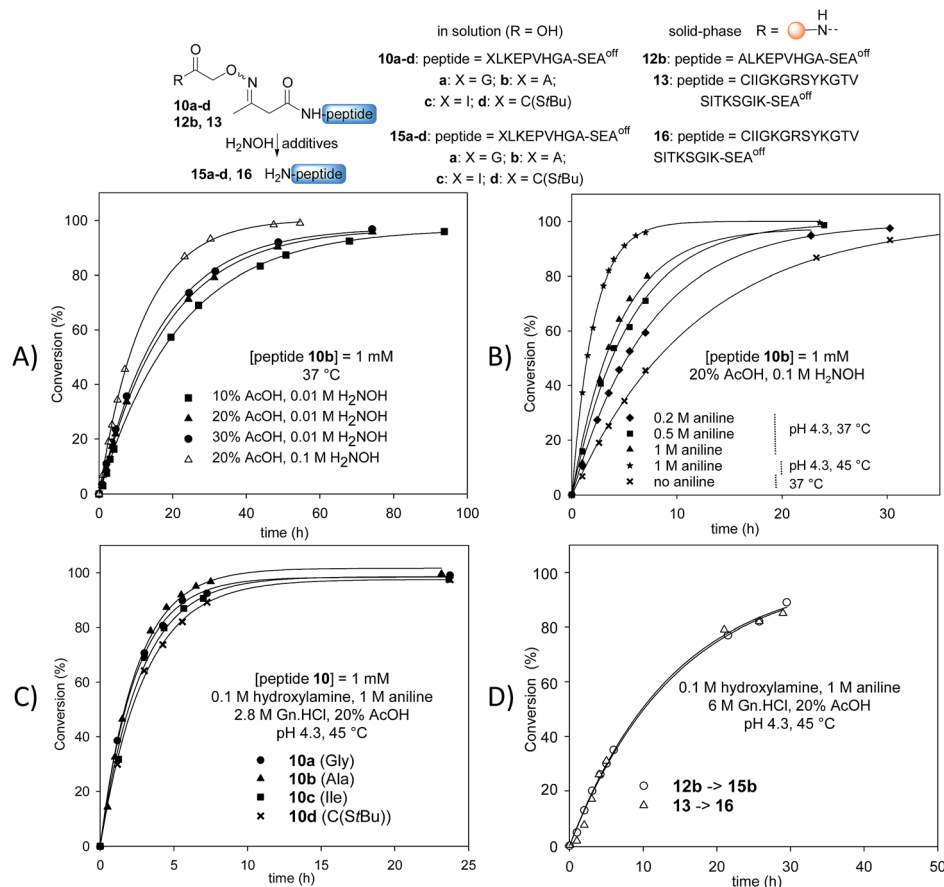 in solution (R = OH)
solid-phase R = H N--
10a-d: peptide = XLKEPVHGA-SEAoff
a: X = G; b: X = A;
c: X = I; d: X = C(StBu)
12b: peptide = ALKEPVHGA-SEAoff
13: peptide = CIIGKGRSYKGTV
SITKSGIK-SEAoff
O
R
O
N
O
NH-peptide
10a-d
12b, 13
H2NOH additives
15a-d, 16 H2N-peptide
15a-d: peptide = XLKEPVHGA-SEAoff
a: X = G; b: X = A;
c: X = I; d: X = C(StBu)
16: peptide = CIIGKGRSYKGTV
SITKSGIK-SEAoff
A)
Conversion (%)
100
80
60
40
20
0
[peptide 10b] = 1 mM
37 °C
10% AcOH, 0.01 M H2NOH
20% AcOH, 0.01 M H2NOH
30% AcOH, 0.01 M H2NOH
20% AcOH, 0.1 M H2NOH
0 20 40 60 80 100
time (h)
B)
Conversion (%)
100
80
60
40
20
0
[peptide 10b] = 1 mM
20% AcOH, 0.1 M H2NOH
0.2 M aniline
0.5 M aniline
1 M aniline
pH 4.3, 37 °C
1 M aniline
pH 4.3, 45 °C
no aniline
37 °C
0 10 20 30
time (h)
C)
Conversion (%)
100
80
60
40
20
0
[peptide 10] = 1 mM
0.1 M hydroxylamine, 1 M aniline
2.8 M Gn.HCl, 20% AcOH
pH 4.3, 45 °C
10a (Gly)
10b (Ala)
10c (Ile)
10d (C(StBu))
0 5 10 15 20 25
time (h)
D)
Conversion (%)
100
80
60
40
20
0
0.1 M hydroxylamine, 1 M aniline
6 M Gn.HCl, 20% AcOH
pH 4.3, 45 °C
12b -> 15b
13 -> 16
0 10 20 30 40 50
time (h)